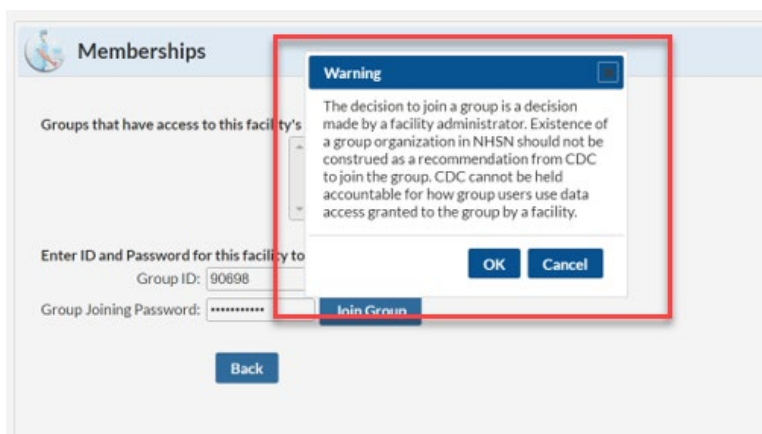 Memberships
Groups that have access to this facility's
Warning
The decision to join a group is a decision
made by a facility administrator. Existence of
a group organization in NHSN should not be
construed as a recommendation from CDC
to join the group. CDC cannot be held
accountable for how group users use data
access granted to the group by a facility.
OK Cancel
Enter ID and Password for this facility to
Group ID: 90698
Group Joining Password: •••••••••••
Join Group
Back